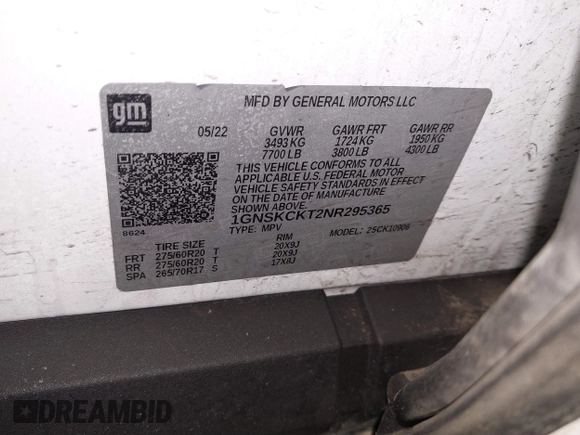 gm
MFD BY GENERAL MOTORS LLC
05/22 GVWR GAWR FRT GAWR RR
3493 KG 1724 KG 1950 KG
7700 LB 3800 LB 4300 LB
THIS VEHICLE CONFORMS TO ALL
APPLICABLE U.S. FEDERAL MOTOR
VEHICLE SAFETY STANDARDS IN EFFECT
ON THE DATE OF MANUFACTURE
SHOWN ABOVE.
1GNSKCKT2NR295365
8624 TYPE: MPV MODEL: 25CK10906
TIRE SIZE RIM
FRT 275/60R20 T 20X9J
RR 275/60R20 T 20X9J
SPA 265/70R17 S 17X8J
DREAMBID